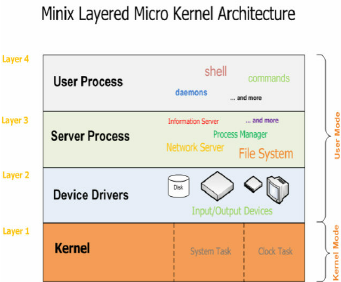 Minix Layered Micro Kernel Architecture
Layer 4
User Process
shell
commands
daemons
... and more
Layer 3
Server Process
Information Server
... and more
Process Manager
Network Server
File System
User Mode
Layer 2
Device Drivers
Disk
Input/Output Devices
Layer 1
Kernel
System Task
Clock Task
Kernel Mode